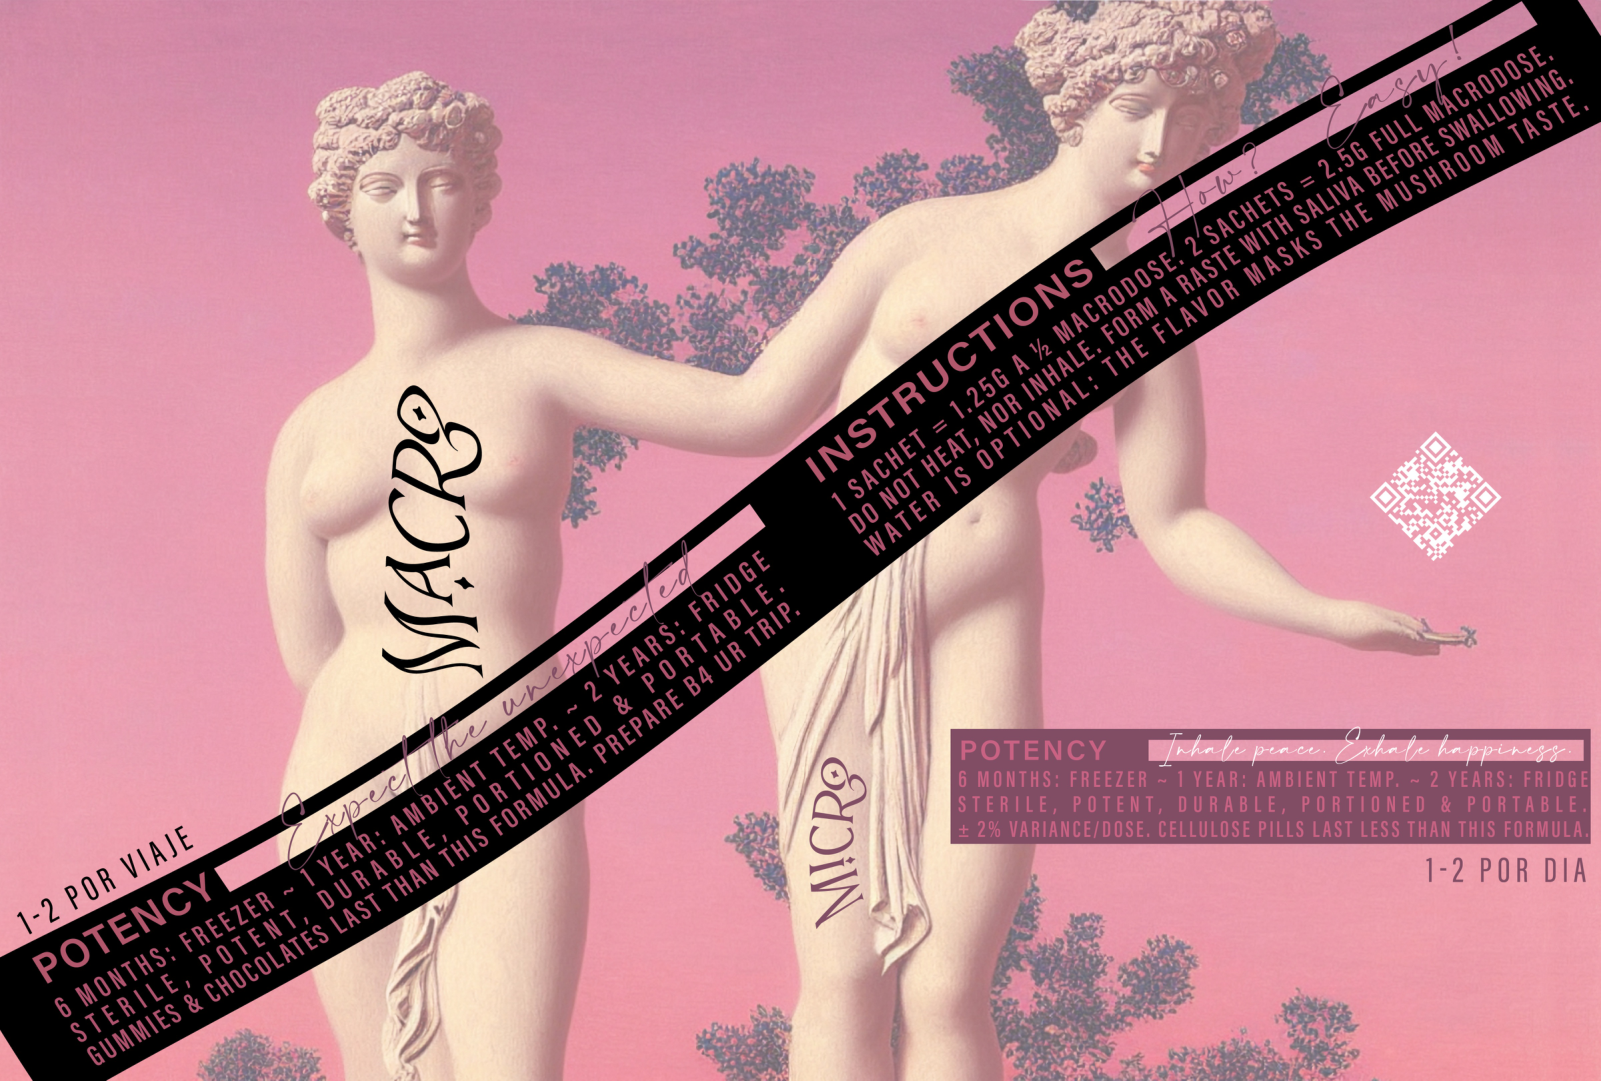 MACRO
1-2 POR VIAJE
POTENCY
Expect the unexpected
6 MONTHS: FREEZER ~ 1 YEAR: AMBIENT TEMP. ~ 2 YEARS: FRIDGE
STERILE, POTENT, DURABLE, PORTIONED & PORTABLE.
GUMMIES & CHOCOLATES LAST THAN THIS FORMULA. PREPARE B4 UR TRIP.
INSTRUCTIONS
How? Easy!
1 SACHET = 1.25G A ½ MACRODOSE. 2 SACHETS = 2.5G FULL MACRODOSE.
DO NOT HEAT, NOR INHALE. FORM A RASTE WITH SALIVA BEFORE SWALLOWING.
WATER IS OPTIONAL; THE FLAVOR MASKS THE MUSHROOM TASTE.
MICRO
POTENCY
Inhale peace. Exhale happiness.
6 MONTHS: FREEZER ~ 1 YEAR: AMBIENT TEMP. ~ 2 YEARS: FRIDGE
STERILE, POTENT, DURABLE, PORTIONED & PORTABLE.
± 2% VARIANCE/DOSE. CELLULOSE PILLS LAST LESS THAN THIS FORMULA.
1-2 POR DIA